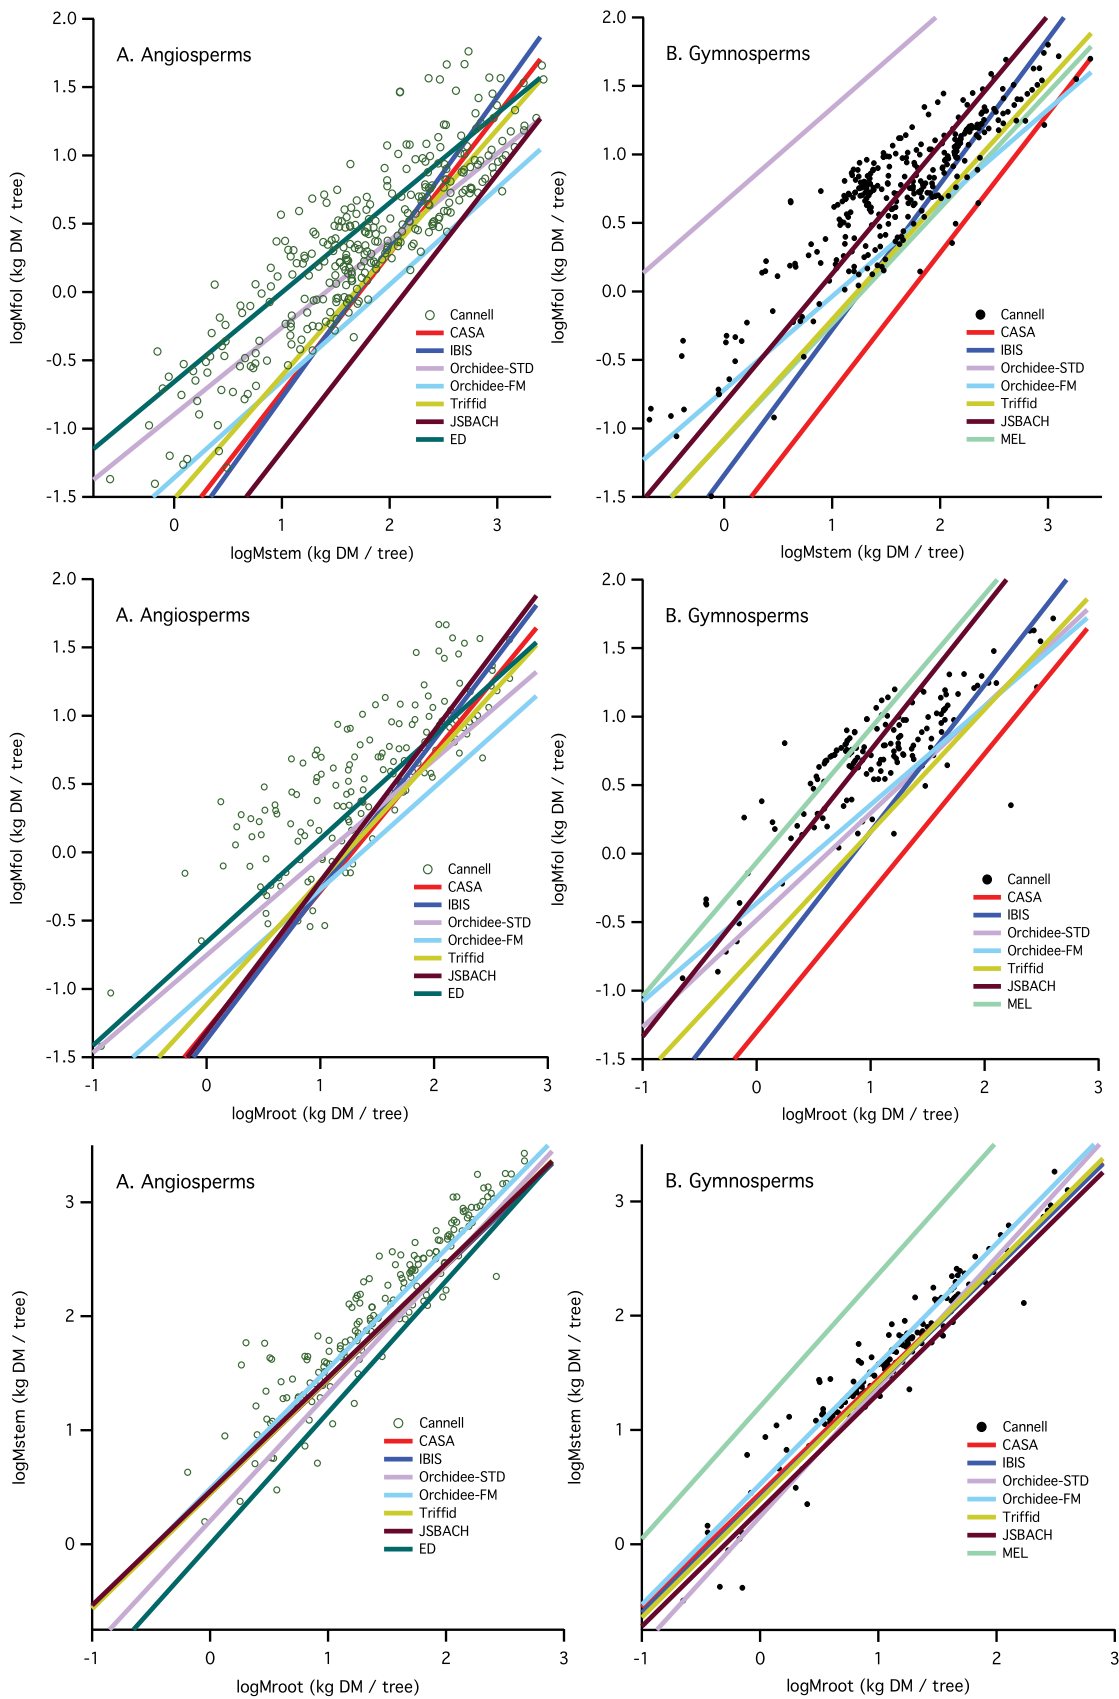 A. Angiosperms
2.0
1.5
1.0
0.5
0.0
-0.5
-1.0
-1.5
logMfol (kg DM / tree)
Cannell
CASA
IBIS
Orchidee-STD
Orchidee-FM
Triffid
JSBACH
ED
0
1
2
3
logMstem (kg DM / tree)
B. Gymnosperms
2.0
1.5
1.0
0.5
0.0
-0.5
-1.0
-1.5
logMfol (kg DM / tree)
Cannell
CASA
IBIS
Orchidee-STD
Orchidee-FM
Triffid
JSBACH
MEL
0
1
2
3
logMstem (kg DM / tree)
A. Angiosperms
2.0
1.5
1.0
0.5
0.0
-0.5
-1.0
-1.5
logMfol (kg DM / tree)
Cannell
CASA
IBIS
Orchidee-STD
Orchidee-FM
Triffid
JSBACH
ED
-1
0
1
2
3
logMroot (kg DM / tree)
B. Gymnosperms
2.0
1.5
1.0
0.5
0.0
-0.5
-1.0
-1.5
logMfol (kg DM / tree)
Cannell
CASA
IBIS
Orchidee-STD
Orchidee-FM
Triffid
JSBACH
MEL
-1
0
1
2
3
logMroot (kg DM / tree)
A. Angiosperms
3
2
1
0
logMstem (kg DM / tree)
Cannell
CASA
IBIS
Orchidee-STD
Orchidee-FM
Triffid
JSBACH
ED
-1
0
1
2
3
logMroot (kg DM / tree)
B. Gymnosperms
3
2
1
0
logMstem (kg DM / tree)
Cannell
CASA
IBIS
Orchidee-STD
Orchidee-FM
Triffid
JSBACH
MEL
-1
0
1
2
3
logMroot (kg DM / tree)